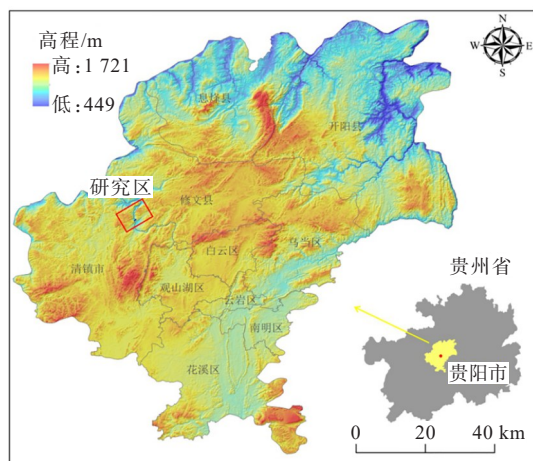 高程/m
高:1 721
低:449
N
W
E
S
息烽县
开阳县
研究区
修文县
白云区
乌当区
清镇市
观山湖区
云岩区
南明区
花溪区
贵州省
贵阳市
0 20 40 km